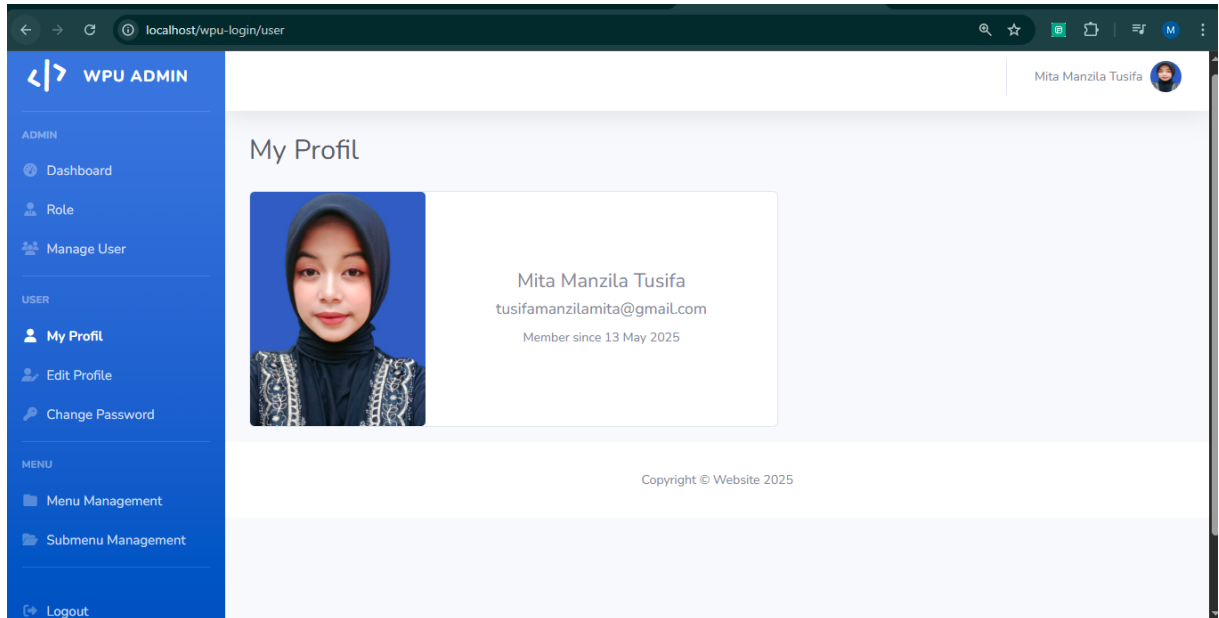 localhost/wpu-login/user
M
WPU ADMIN
Mita Manzila Tusifa
ADMIN
Dashboard
Role
Manage User
USER
My Profil
Edit Profile
Change Password
MENU
Menu Management
Submenu Management
Logout
My Profil
Mita Manzila Tusifa
tusifamanzilamita@gmail.com
Member since 13 May 2025
Copyright © Website 2025